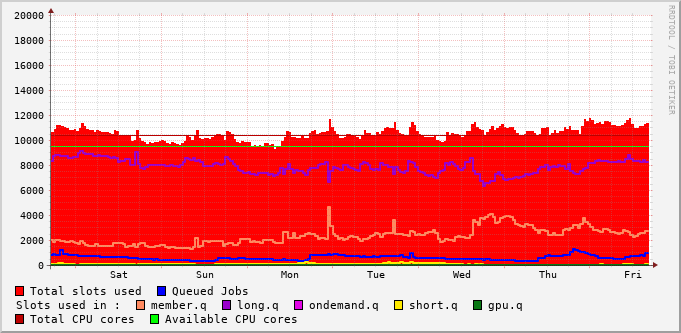 20000
18000
16000
14000
12000
10000
8000
6000
4000
2000
0
Sat Sun Mon Tue Wed Thu Fri
RRDTOOL / TOBI OETIKER
Total slots used Queued Jobs
Slots used in : member.q long.q ondemand.q short.q gpu.q
Total CPU cores Available CPU cores